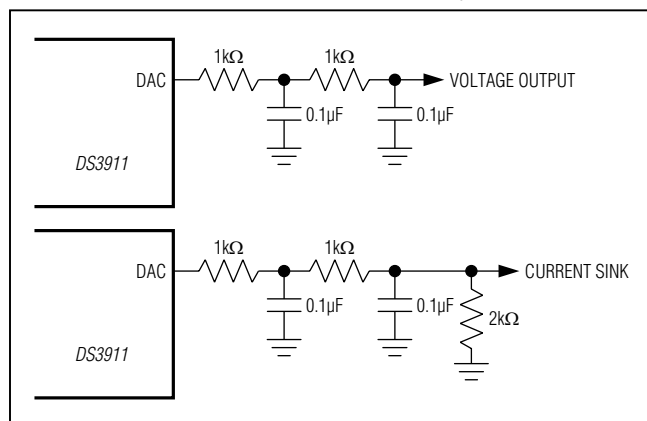 1kΩ 1kΩ
DAC VOLTAGE OUTPUT
0.1µF 0.1µF
DS3911
1kΩ 1kΩ
DAC CURRENT SINK
0.1µF 0.1µF 2kΩ
DS3911